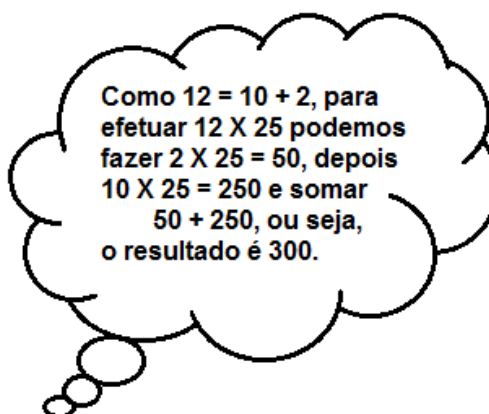 Como 12 = 10 + 2, para
efetuar 12 X 25 podemos
fazer 2 X 25 = 50, depois
10 X 25 = 250 e somar
50 + 250, ou seja,
o resultado é 300.